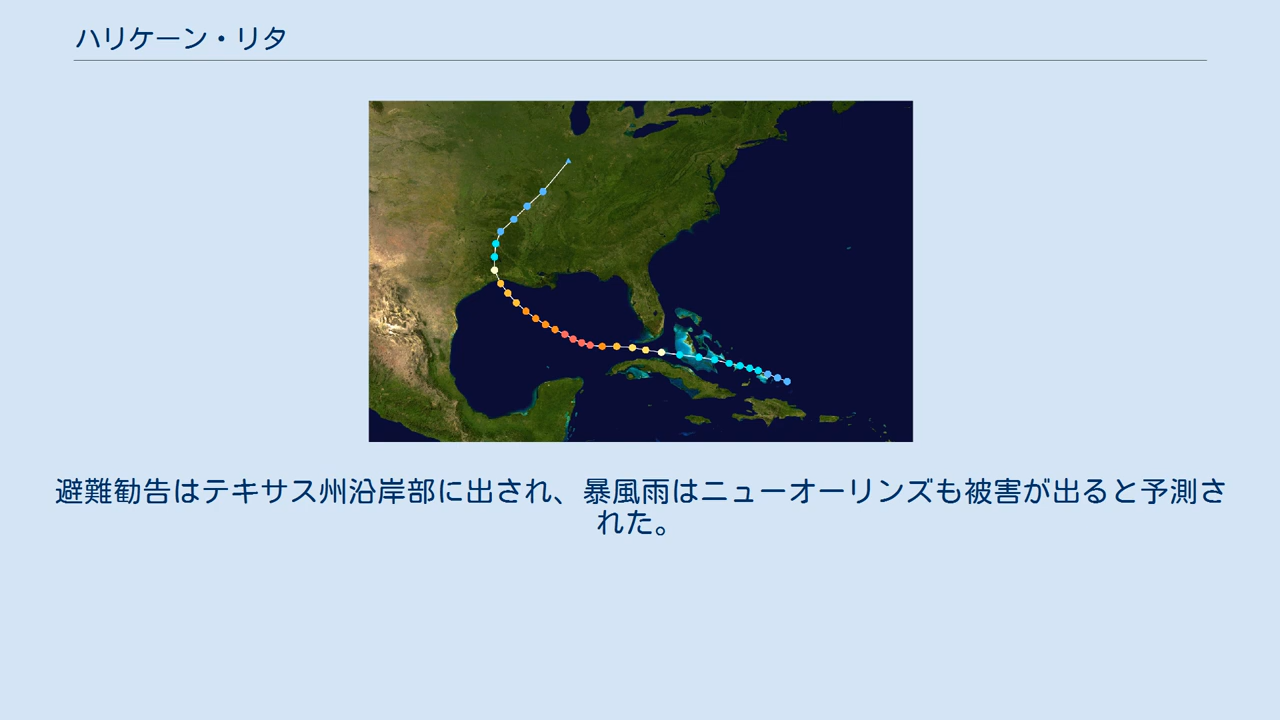 ハリケーン・リタ
避難勧告はテキサス州沿岸部に出され、暴風雨はニューオーリンズも被害が出ると予測さ
れた。